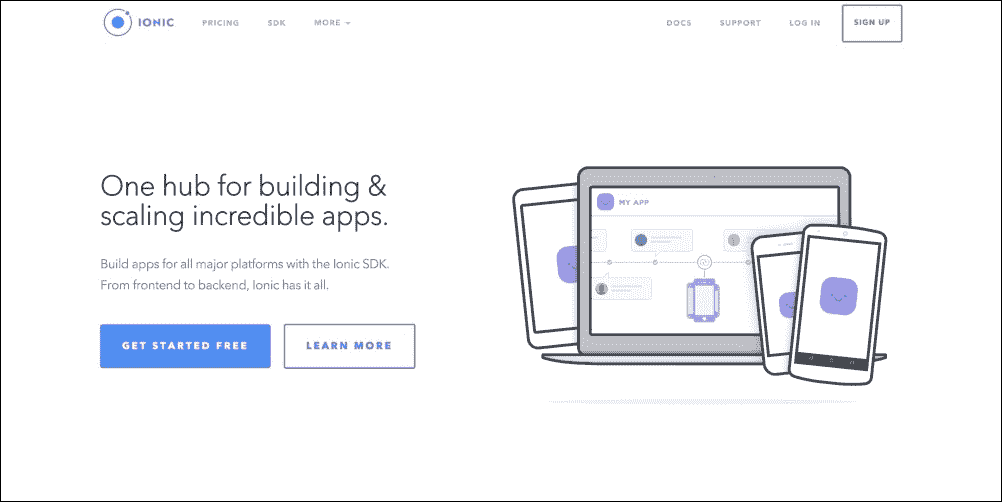 IONIC
PRICING
SDK
MORE
DOCS
SUPPORT
LOG IN
SIGN UP
One hub for building &
scaling incredible apps.
Build apps for all major platforms with the Ionic SDK.
From frontend to backend, Ionic has it all.
GET STARTED FREE
LEARN MORE
MY APP